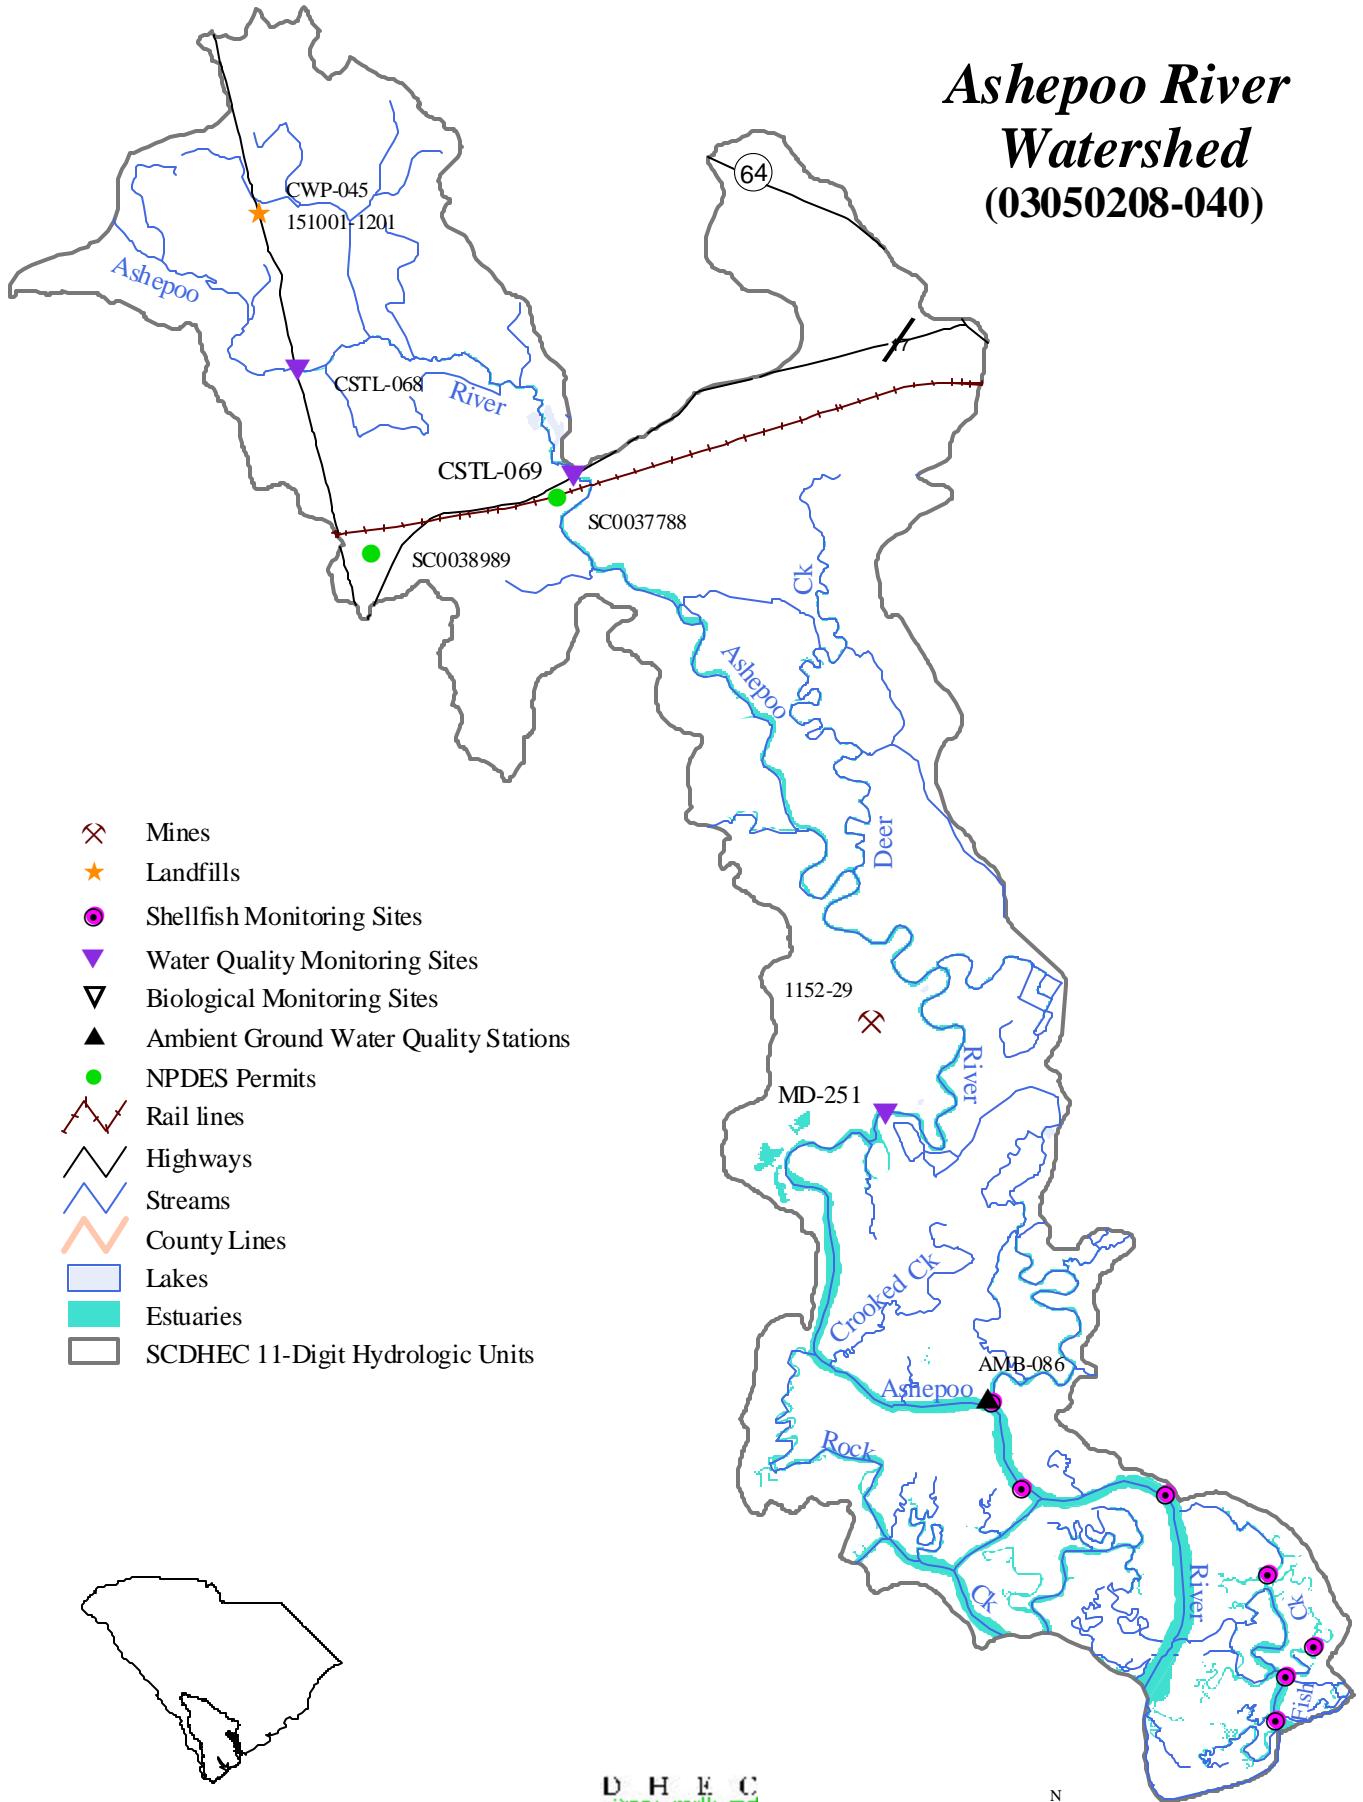 Ashepoo River
Watershed
(03050208-040)
64
CWP-045
151001-1201
Ashepoo
CSTL-068
River
CSTL-069
SC0037788
SC0038989
Ck
Ashepoo
Deer
1152-29
River
MD-251
Crooked Ck
AMB-086
Ashepoo
Rock
Ck
River
Ck
Fish
Mines
Landfills
Shellfish Monitoring Sites
Water Quality Monitoring Sites
Biological Monitoring Sites
Ambient Ground Water Quality Stations
NPDES Permits
Rail lines
Highways
Streams
County Lines
Lakes
Estuaries
SCDHEC 11-Digit Hydrologic Units
D H E C
N